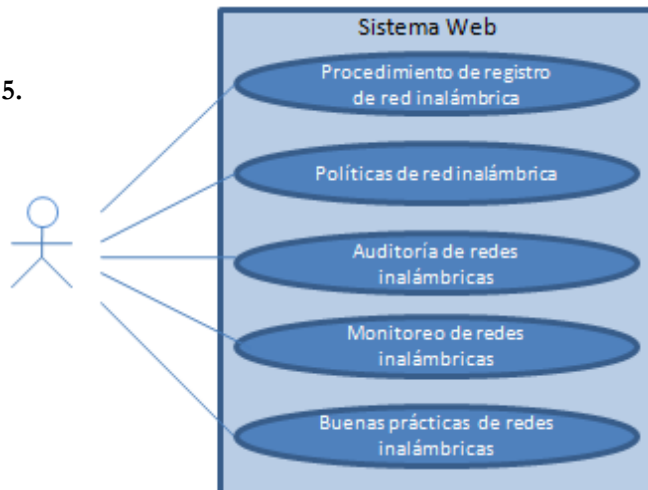 Sistema Web
5.
Procedimiento de registro
de red inalámbrica
Políticas de red inalámbrica
Auditoría de redes
inalámbricas
Monitoreo de redes
inalámbricas
Buenas prácticas de redes
inalámbricas